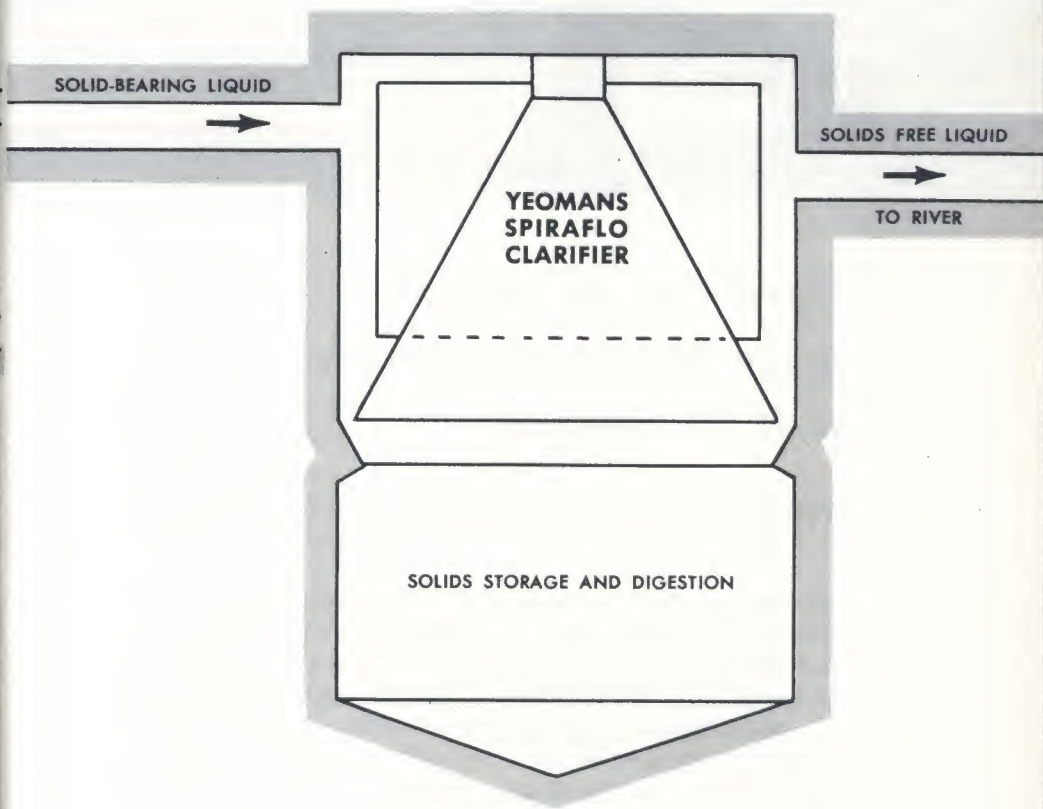 SOLID-BEARING LIQUID
SOLIDS FREE LIQUID
TO RIVER
YEOMANS
SPIRAFLO
CLARIFIER
SOLIDS STORAGE AND DIGESTION